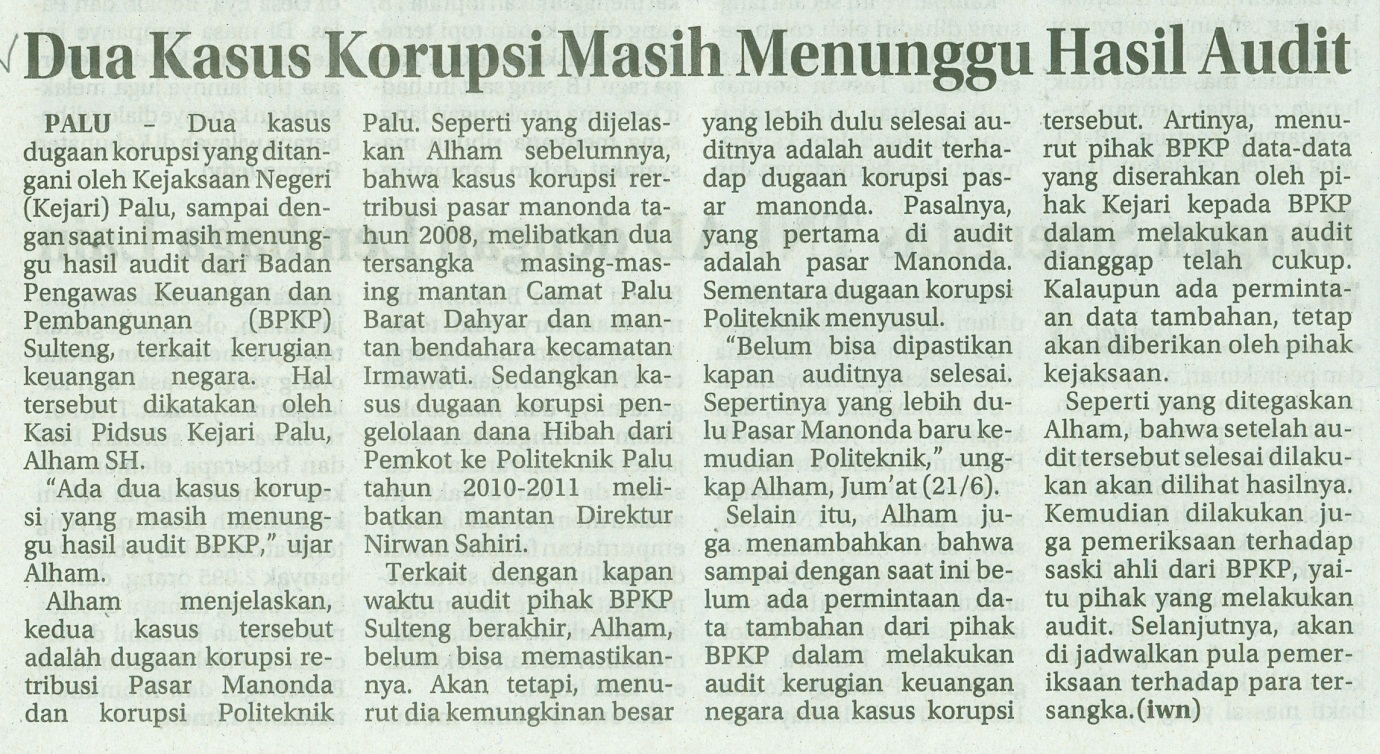 Dua Kasus Korupsi Masih Menunggu Hasil Audit
PALU Dua kasus
dugaan korupsi yang ditan-
gani oleh Kejaksaan Negeri
(Kejari) Palu, sampai den-
gan saat ini masih menung-
gu hasil audit dari Badan
Pengawas Keuangan dan
Pembangunan (BPKP)
Sulteng, terkait kerugian
keuangan negara. Hal
tersebut dikatakan oleh
Kasi Pidsus Kejari Palu,
Alham SH.
“Ada dua kasus korup-
si yang masih menung-
gu hasil audit BPKP,” ujar
Alham.
Alham menjelaskan,
kedua kasus tersebut
adalah dugaan korupsi re-
tribusi Pasar Manonda
dan korupsi Politeknik
Palu. Seperti yang dijelas-
kan Alham sebelumnya,
bahwa kasus korupsi rer-
tribusi pasar manonda ta-
hun 2008, melibatkan dua
tersangka masing-mas-
ing mantan Camat Palu
Barat Dahyar dan man-
tan bendahara kecamatan
Irmawati. Sedangkan ka-
sus dugaan korupsi pen-
gelolaan dana Hibah dari
Pemkot ke Politeknik Palu
tahun 2010-2011 meli-
batkan mantan Direktur
Nirwan Sahiri.
Terkait dengan kapan
waktu audit pihak BPKP
Sulteng berakhir, Alham,
belum bisa memastikan-
nya. Akan tetapi, menu-
rut dia kemungkinan besar
yang lebih dulu selesai au-
ditnya adalah audit terha-
dap dugaan korupsi pas-
ar manonda. Pasalnya,
yang pertama di audit
adalah pasar Manonda.
Sementara dugaan korupsi
Politeknik menyusul.
“Belum bisa dipastikan
kapan auditnya selesai.
Sepertinya yang lebih du-
lu Pasar Manonda baru ke-
mudian Politeknik,” ung-
kap Alham, Jum’at (21/6).
Selain itu, Alham ju-
ga menambahkan bahwa
sampai dengan saat ini be-
lum ada permintaan da-
ta tambahan dari pihak
BPKP dalam melakukan
audit kerugian keuangan
negara dua kasus korupsi
tersebut. Artinya, menu-
rut pihak BPKP data-data
yang diserahkan oleh pi-
hak Kejari kepada BPKP
dalam melakukan audit
dianggap telah cukup.
Kalaupun ada perminta-
an data tambahan, tetap
akan diberikan oleh pihak
kejaksaan.
Seperti yang ditegaskan
Alham, bahwa setelah au-
dit tersebut selesai dilaku-
kan akan dilihat hasilnya.
Kemudian dilakukan ju-
ga pemeriksaan terhadap
saski ahli dari BPKP, yai-
tu pihak yang melakukan
audit. Selanjutnya, akan
di jadwalkan pula pemer-
iksaan terhadap para ter-
sangka.(iwn)